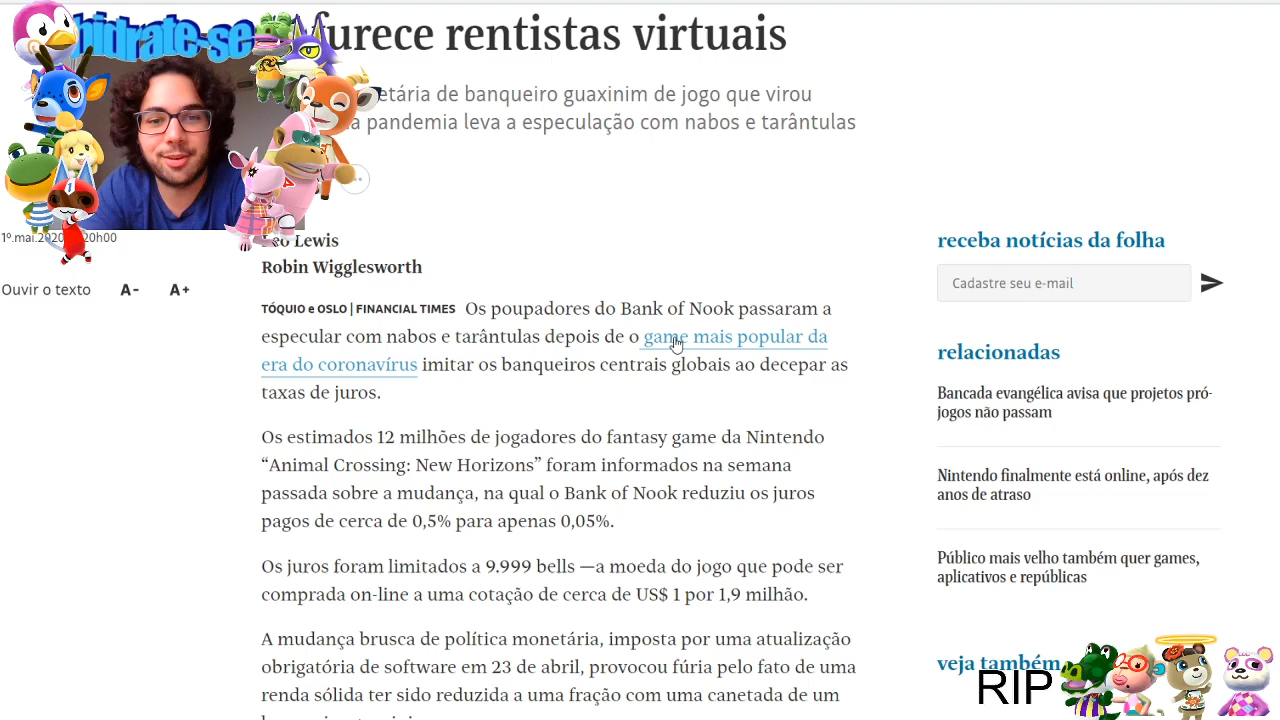 hidrate-se
furece rentistas virtuais
etária de banqueiro guaxinim de jogo que virou
a pandemia leva a especulação com nabos e tarântulas
1º.mai.2020 20h00
Lewis
Robin Wigglesworth
Ouvir o texto A- A+
TÓQUIO e OSLO | FINANCIAL TIMES Os poupadores do Bank of Nook passaram a
especular com nabos e tarântulas depois de o game mais popular da
era do coronavírus imitar os banqueiros centrais globais ao decepar as
taxas de juros.
Os estimados 12 milhões de jogadores do fantasy game da Nintendo
“Animal Crossing: New Horizons” foram informados na semana
passada sobre a mudança, na qual o Bank of Nook reduziu os juros
pagos de cerca de 0,5% para apenas 0,05%.
Os juros foram limitados a 9.999 bells —a moeda do jogo que pode ser
comprada on-line a uma cotação de cerca de US$ 1 por 1,9 milhão.
A mudança brusca de política monetária, imposta por uma atualização
obrigatória de software em 23 de abril, provocou fúria pelo fato de uma
renda sólida ter sido reduzida a uma fração com uma canetada de um
receba notícias da folha
Cadastre seu e-mail
relacionadas
Bancada evangélica avisa que projetos pró-
jogos não passam
Nintendo finalmente está online, após dez
anos de atraso
Público mais velho também quer games,
aplicativos e repúblicas
veja também
RIP